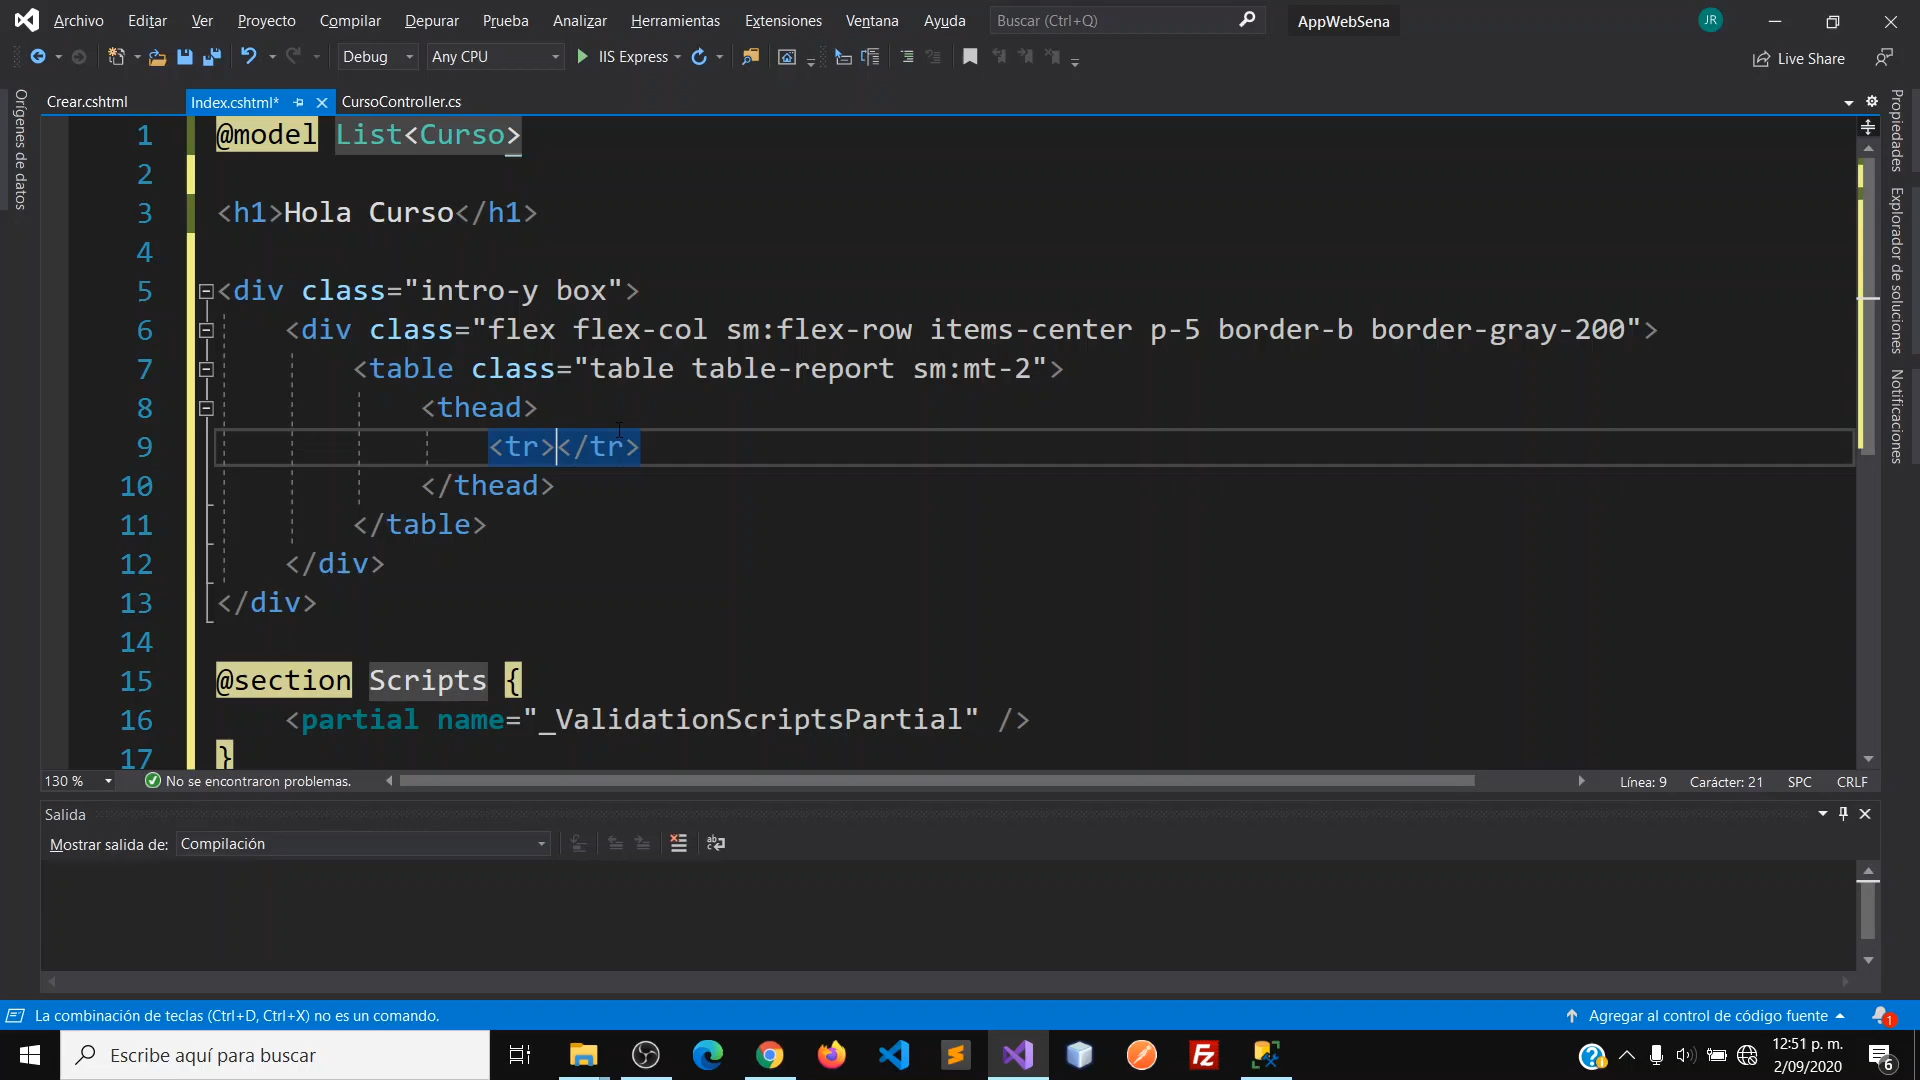 Archivo Editar Ver Proyecto Compilar Depurar Prueba Analizar Herramientas Extensiones Ventana Ayuda Buscar (Ctrl+Q) AppWebSena JR
Debug Any CPU IIS Express Live Share
Crear.cshtml Index.cshtml* CursoController.cs
Orígenes de datos
Propiedades
Explorador de soluciones
Notificaciones
1 @model List<Curso>
2
3 <h1>Hola Curso</h1>
4
5 <div class="intro-y box">
6 <div class="flex flex-col sm:flex-row items-center p-5 border-b border-gray-200">
7 <table class="table table-report sm:mt-2">
8 <thead>
9 <tr></tr>
10 </thead>
11 </table>
12 </div>
13 </div>
14
15 @section Scripts {
16 <partial name="_ValidationScriptsPartial" />
17 }
130 % No se encontraron problemas. Línea: 9 Carácter: 21 SPC CRLF
Salida
Mostrar salida de: Compilación
La combinación de teclas (Ctrl+D, Ctrl+X) no es un comando. Agregar al control de código fuente 1
Escribe aquí para buscar
12:51 p. m.
2/09/2020
6